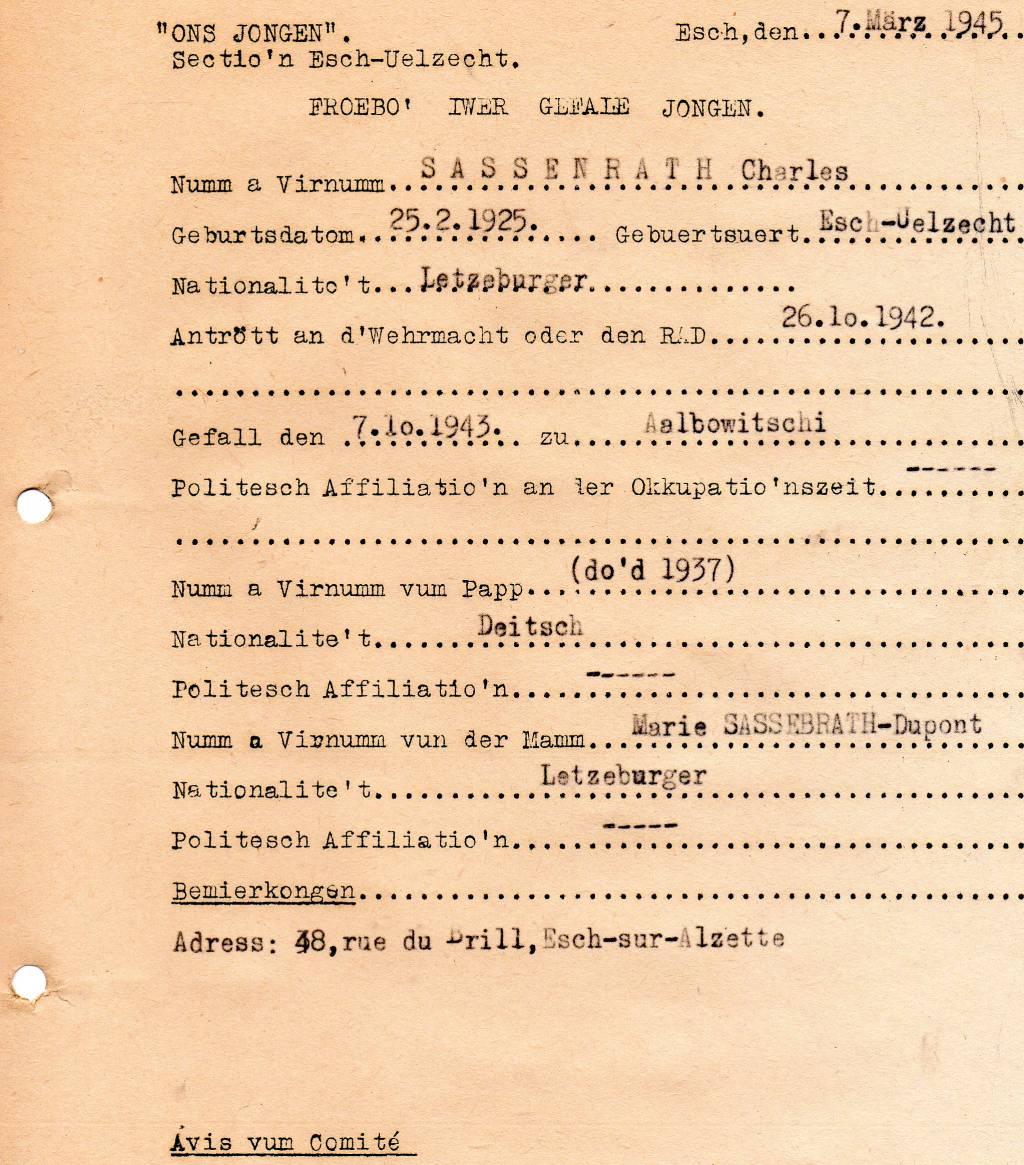 "ONS JONGEN". Esch,den...7.März 1945
Sectio'n Esch-Uelzecht.
FROEBO' IWER GEFALE JONGEN.
Numm a Virnumm..S A S S E N R A T H Charles
Geburtsdatom..25.2.1925. Gebuertsuert.Esch-Uelzecht
Nationalite't...Letzeburger
Antrött an d'Wehrmacht oder den RAD...26.1o.1942.
Gefall den .7.1o.1943. zu....Aalbowitschi
Politesch Affiliatio'n an der Okkupatio'nszeit..------
Numm a Virnumm vum Papp...(do'd 1937)
Nationalite't......Deitsch
Politesch Affiliatio'n....------
Numm a Virnumm vun der Mamm...Marie SASSEBRATH-Dupont
Nationalite't..........Letzeburger
Politesch Affiliatio'n.....-----
Bemierkongen
Adress: 48,rue du Brill,Esch-sur-Alzette
Avis vum Comité